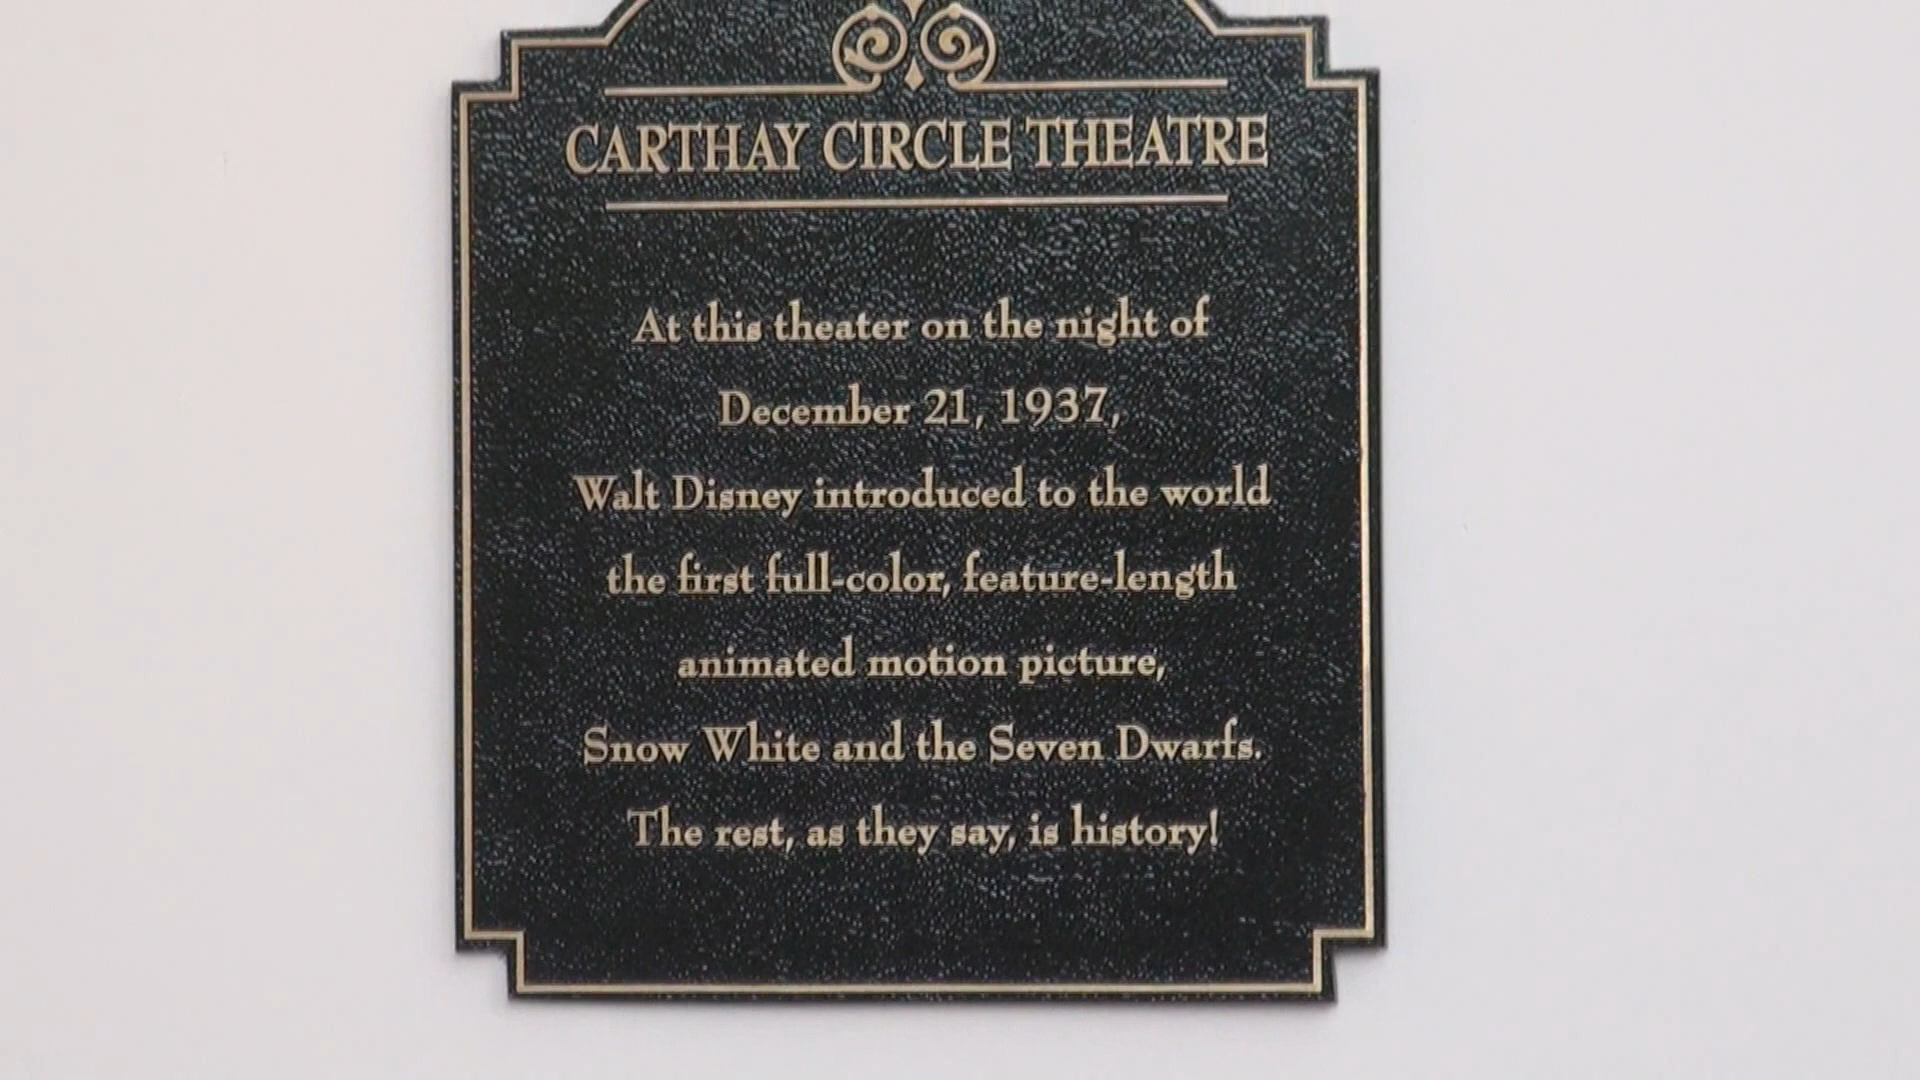 CARTHAY CIRCLE THEATRE
At this theater on the night of
December 21, 1937,
Walt Disney introduced to the world
the first full-color, feature-length
animated motion picture,
Snow White and the Seven Dwarfs.
The rest, as they say, is history!